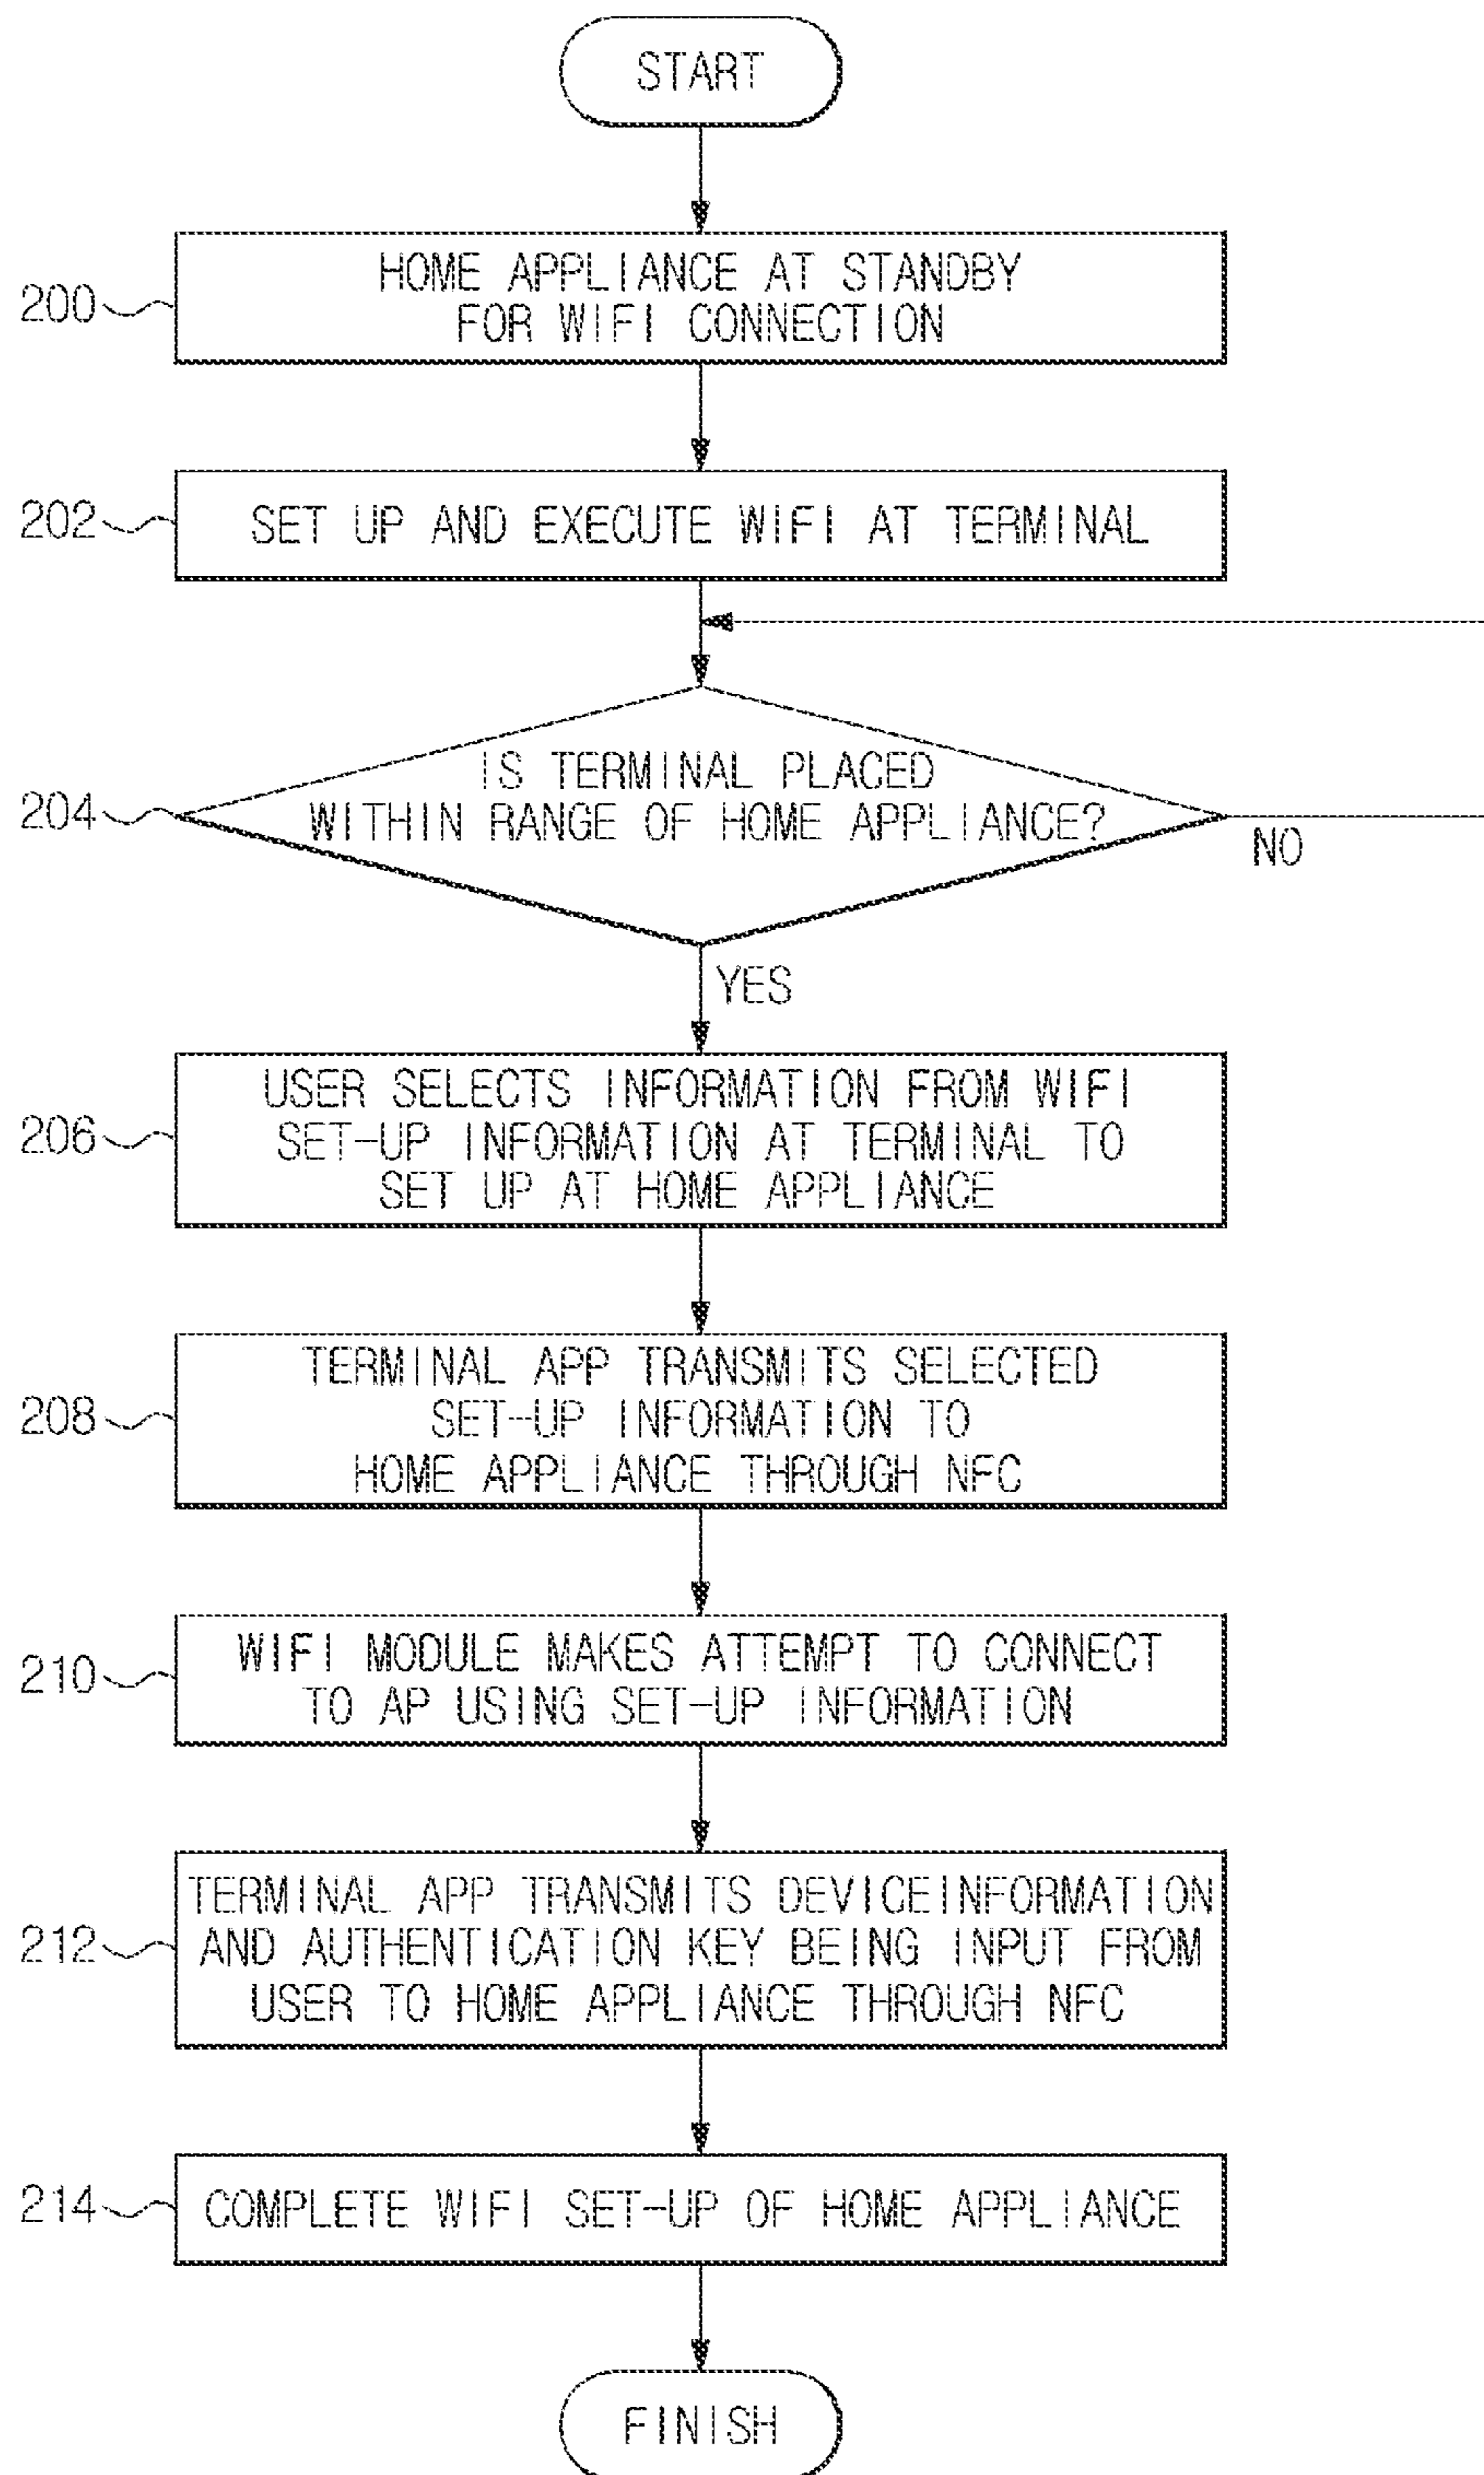 START
200
HOME APPLIANCE AT STANDBY
FOR WIFI CONNECTION
202
SET UP AND EXECUTE WIFI AT TERMINAL
204
IS TERMINAL PLACED
WITHIN RANGE OF HOME APPLIANCE?
NO
YES
206
USER SELECTS INFORMATION FROM WIFI
SET-UP INFORMATION AT TERMINAL TO
SET UP AT HOME APPLIANCE
208
TERMINAL APP TRANSMITS SELECTED
SET-UP INFORMATION TO
HOME APPLIANCE THROUGH NFC
210
WIFI MODULE MAKES ATTEMPT TO CONNECT
TO AP USING SET-UP INFORMATION
212
TERMINAL APP TRANSMITS DEVICEINFORMATION
AND AUTHENTICATION KEY BEING INPUT FROM
USER TO HOME APPLIANCE THROUGH NFC
214
COMPLETE WIFI SET-UP OF HOME APPLIANCE
FINISH